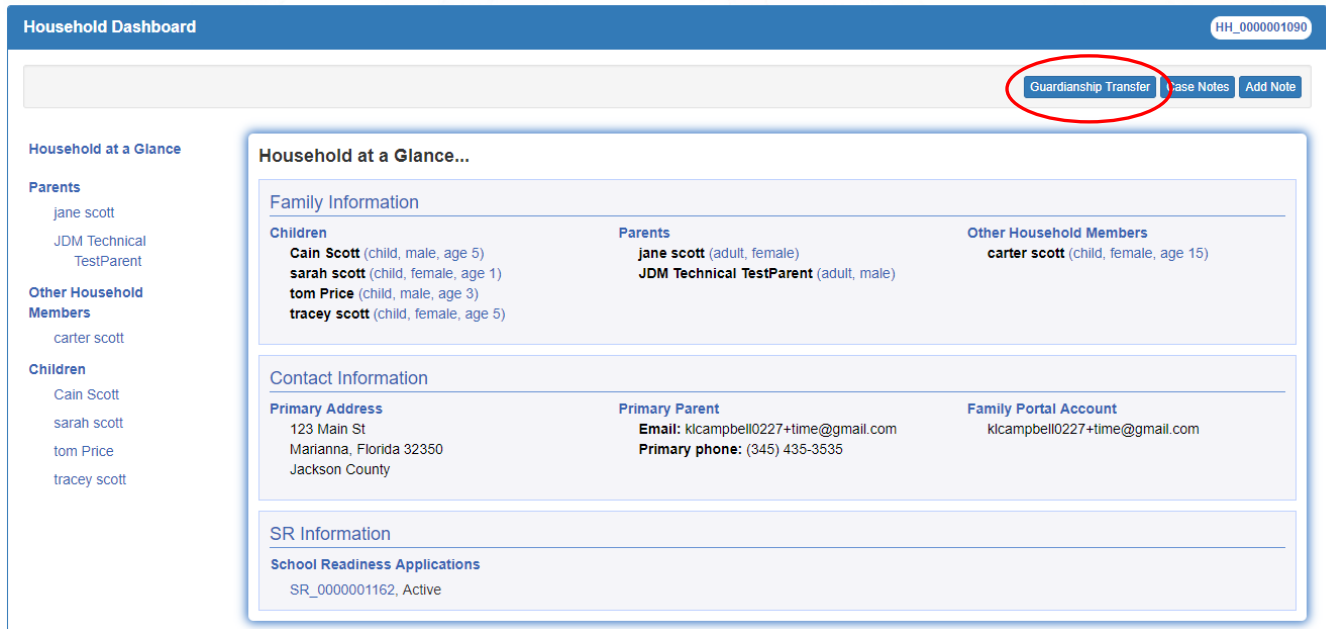 Household Dashboard
HH_0000001090
Guardianship Transfer
Case Notes
Add Note
Household at a Glance
Parents
jane scott
JDM Technical
TestParent
Other Household
Members
carter scott
Children
Cain Scott
sarah scott
tom Price
tracey scott
Household at a Glance...
Family Information
Children
Cain Scott (child, male, age 5)
sarah scott (child, female, age 1)
tom Price (child, male, age 3)
tracey scott (child, female, age 5)
Parents
jane scott (adult, female)
JDM Technical TestParent (adult, male)
Other Household Members
carter scott (child, female, age 15)
Contact Information
Primary Address
123 Main St
Marianna, Florida 32350
Jackson County
Primary Parent
Email: klcampbell0227+time@gmail.com
Primary phone: (345) 435-3535
Family Portal Account
klcampbell0227+time@gmail.com
SR Information
School Readiness Applications
SR_0000001162, Active